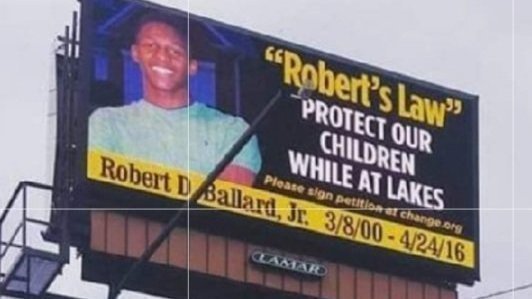 "Robert's Law"
PROTECT OUR
CHILDREN
WHILE AT LAKES
Please sign petition at change.org
Robert D. Ballard, Jr. 3/8/00 - 4/24/16
LAMAR